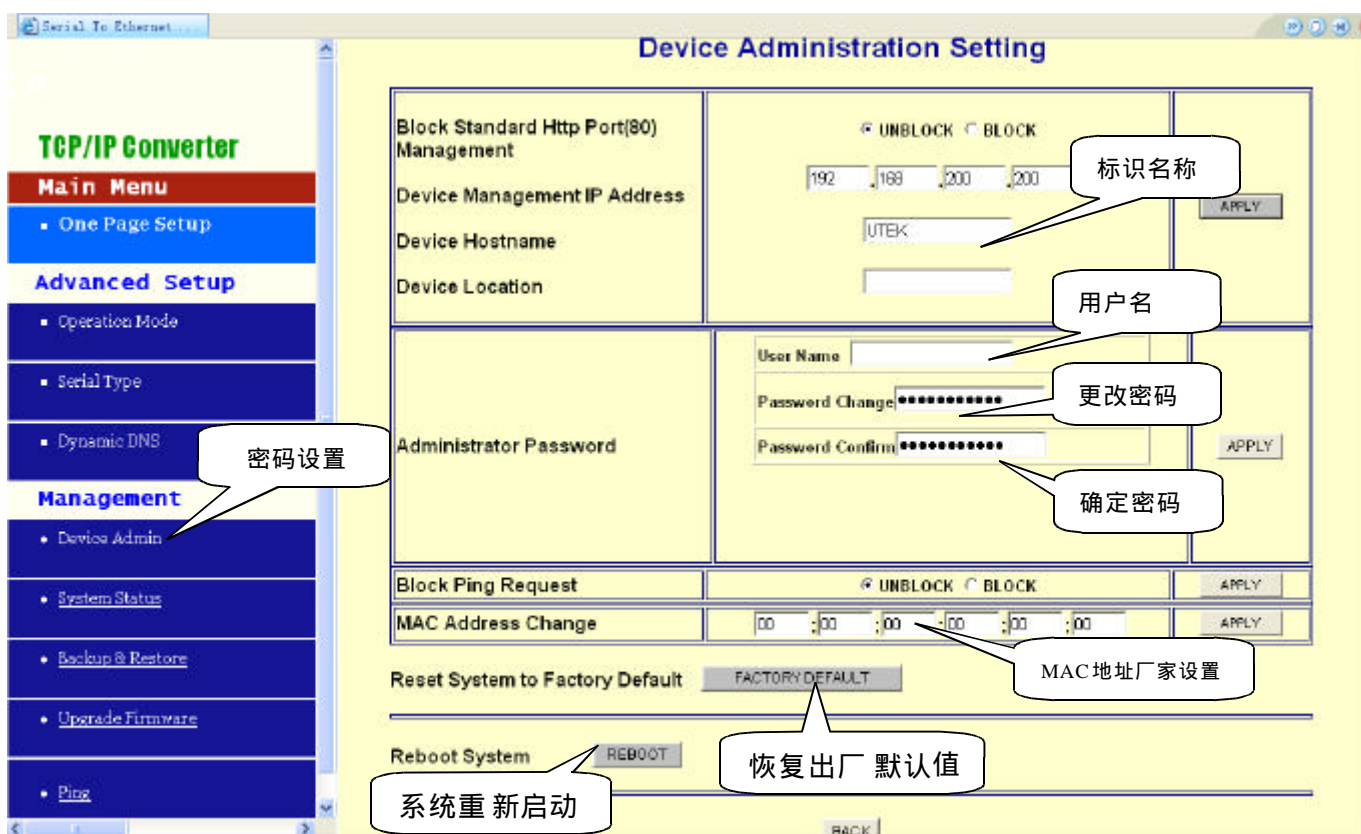 Serial To Ethernet....
Device Administration Setting
TCP/IP Converter
Main Menu
One Page Setup
Advanced Setup
Operation Mode
Serial Type
Dynamic DNS
密码设置
Management
Device Admin
System Status
Backup & Restore
Upgrade Firmware
Ping
Block Standard Http Port(80)
Management
UNBLOCK BLOCK
标识名称
Device Management IP Address
192 .168 .200 .200
APPLY
Device Hostname
UTEK
Device Location
用户名
User Name
Password Change •••••••••••
更改密码
Administrator Password
Password Confirm •••••••••••
APPLY
确定密码
Block Ping Request
UNBLOCK BLOCK
APPLY
MAC Address Change
00 :00 :00 :00 :00 :00
APPLY
MAC地址厂家设置
Reset System to Factory Default
FACTORY DEFAULT
恢复出厂 默认值
Reboot System
REBOOT
系统重 新启动
BACK